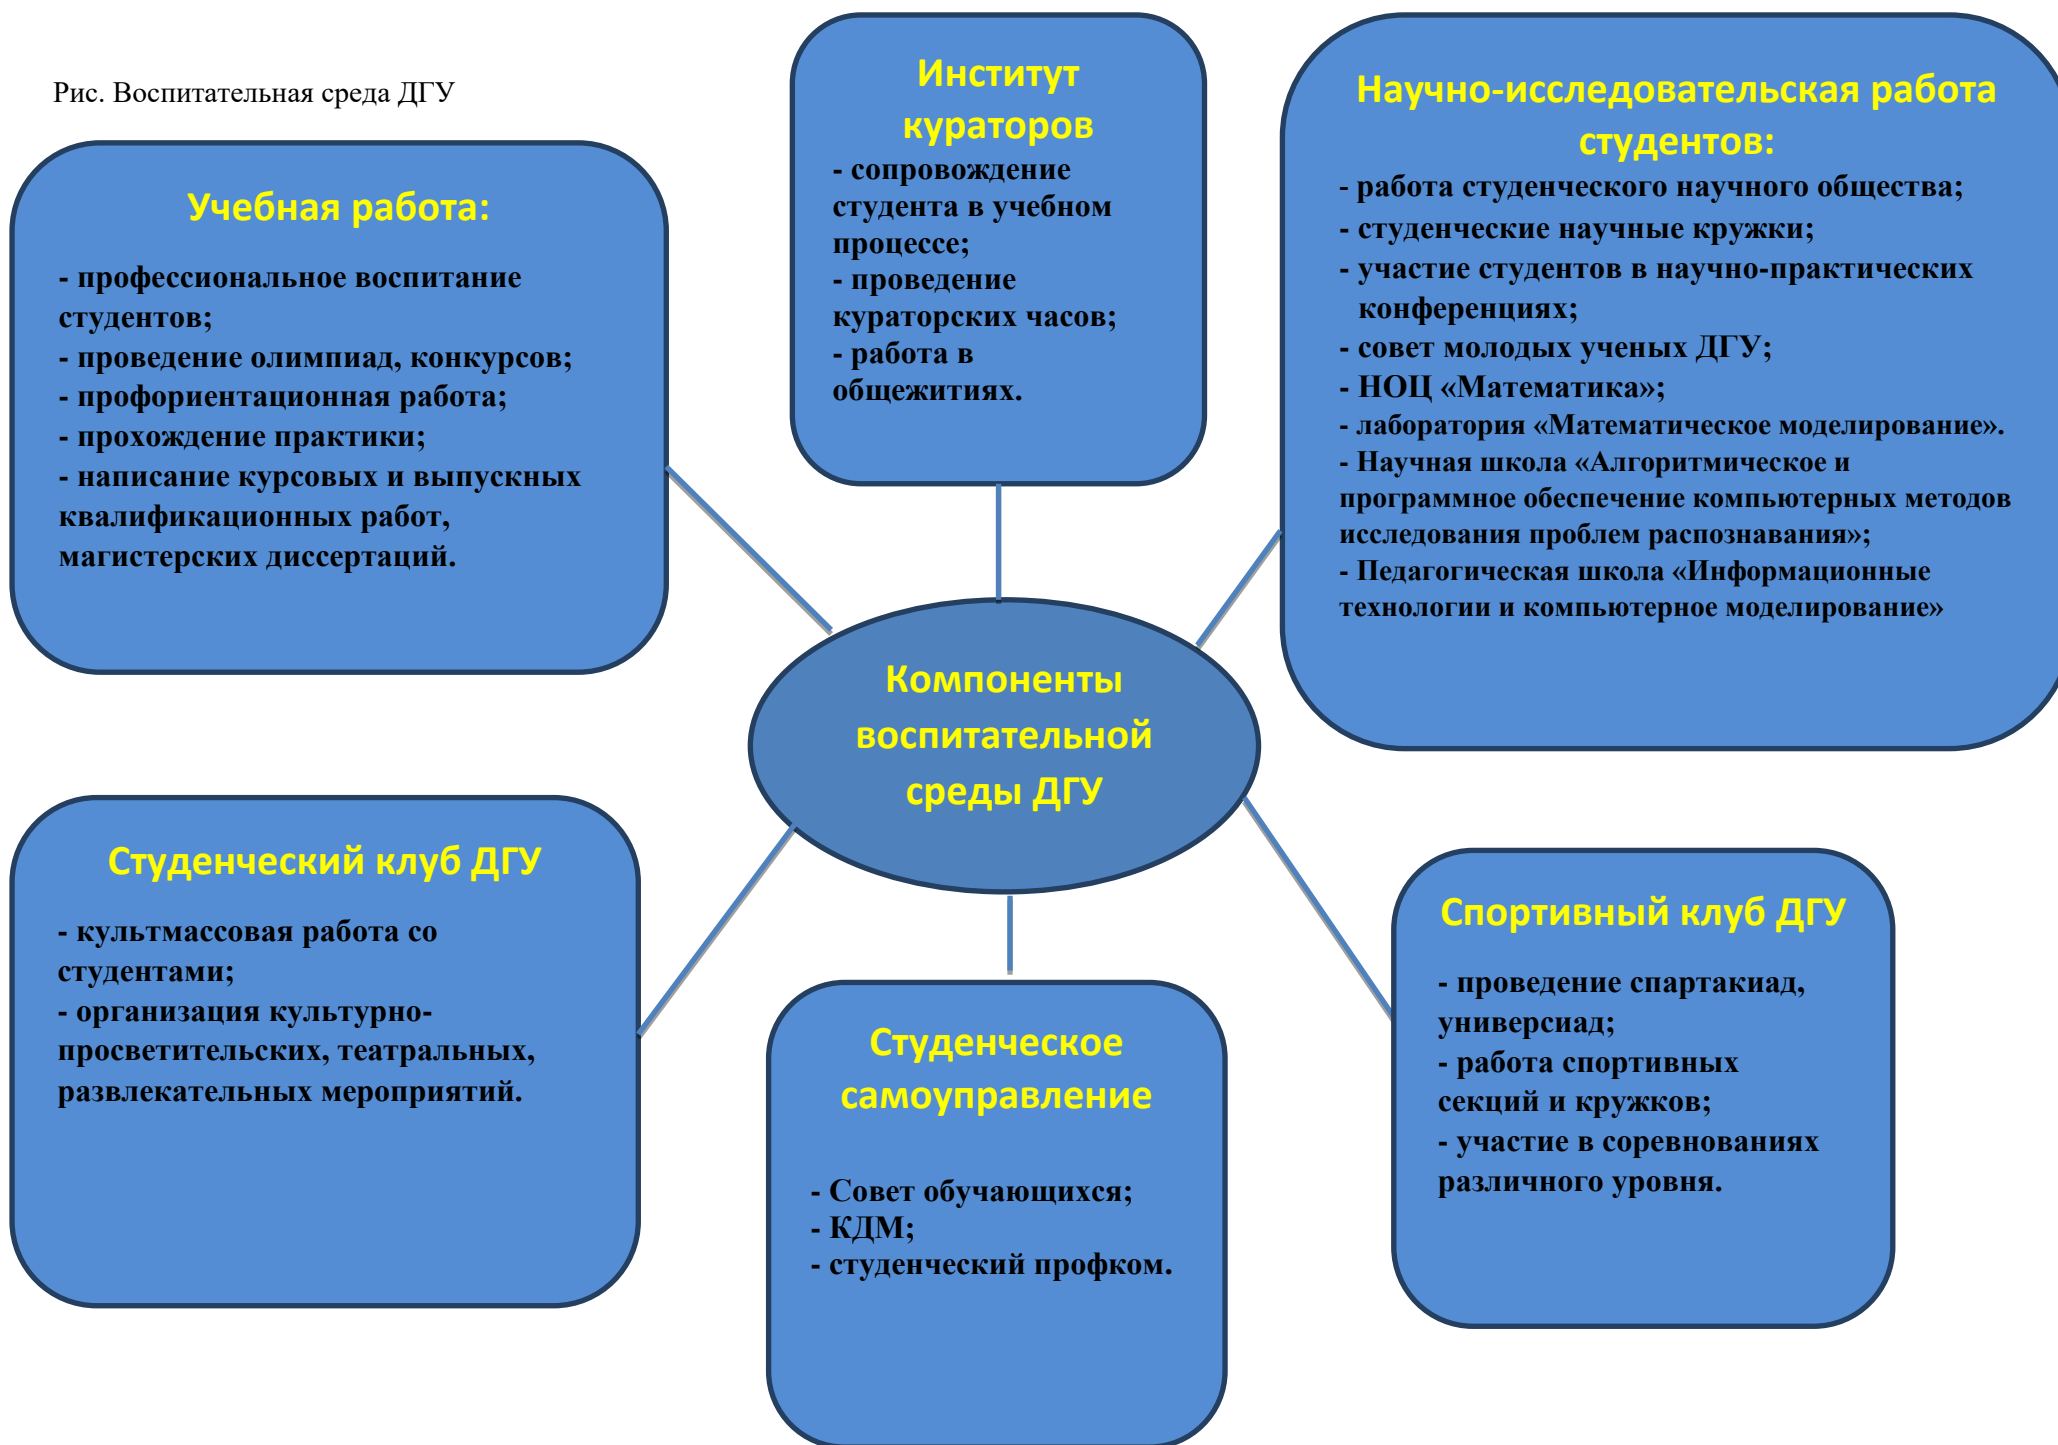 Рис. Воспитательная среда ДГУ
Учебная работа:
- профессиональное воспитание
студентов;
- проведение олимпиад, конкурсов;
- профориентационная работа;
- прохождение практики;
- написание курсовых и выпускных
квалификационных работ,
магистерских диссертаций.
Институт
кураторов
- сопровождение
студента в учебном
процессе;
- проведение
кураторских часов;
- работа в
общежитиях.
Научно-исследовательская работа
студентов:
- работа студенческого научного общества;
- студенческие научные кружки;
- участие студентов в научно-практических
конференциях;
- совет молодых ученых ДГУ;
- НОЦ «Математика»;
- лаборатория «Математическое моделирование».
- Научная школа «Алгоритмическое и
программное обеспечение компьютерных методов
исследования проблем распознавания»;
- Педагогическая школа «Информационные
технологии и компьютерное моделирование»
Компоненты
воспитательной
среды ДГУ
Студенческий клуб ДГУ
- культмассовая работа со
студентами;
- организация культурно-
просветительских, театральных,
развлекательных мероприятий.
Студенческое
самоуправление
- Совет обучающихся;
- КДМ;
- студенческий профком.
Спортивный клуб ДГУ
- проведение спартакиад,
универсиад;
- работа спортивных
секций и кружков;
- участие в соревнованиях
различного уровня.